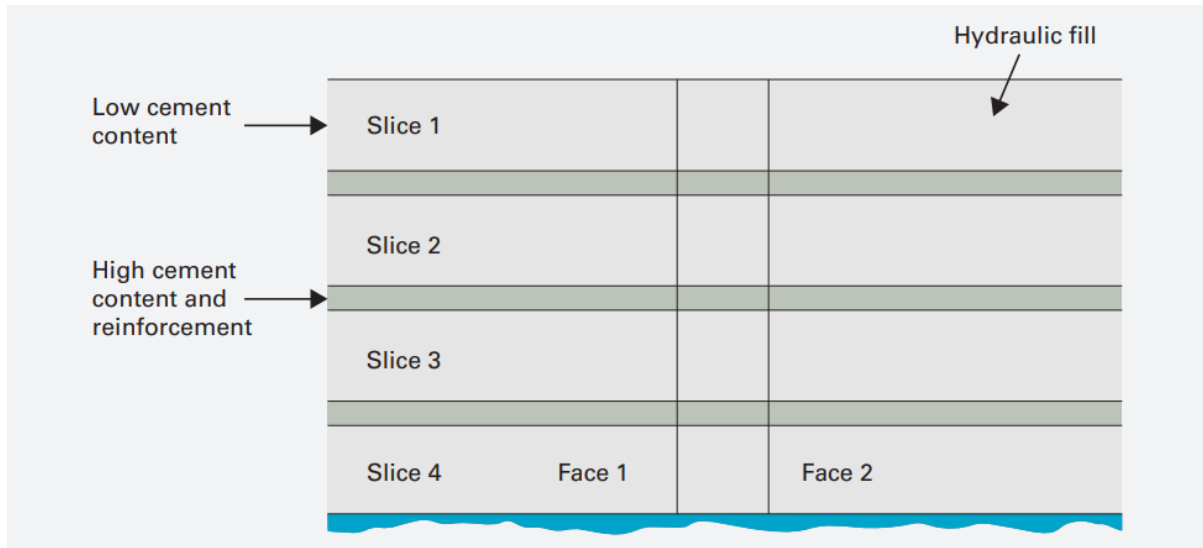 Hydraulic fill
Low cement
content
Slice 1
Slice 2
High cement
content and
reinforcement
Slice 3
Slice 4
Face 1
Face 2